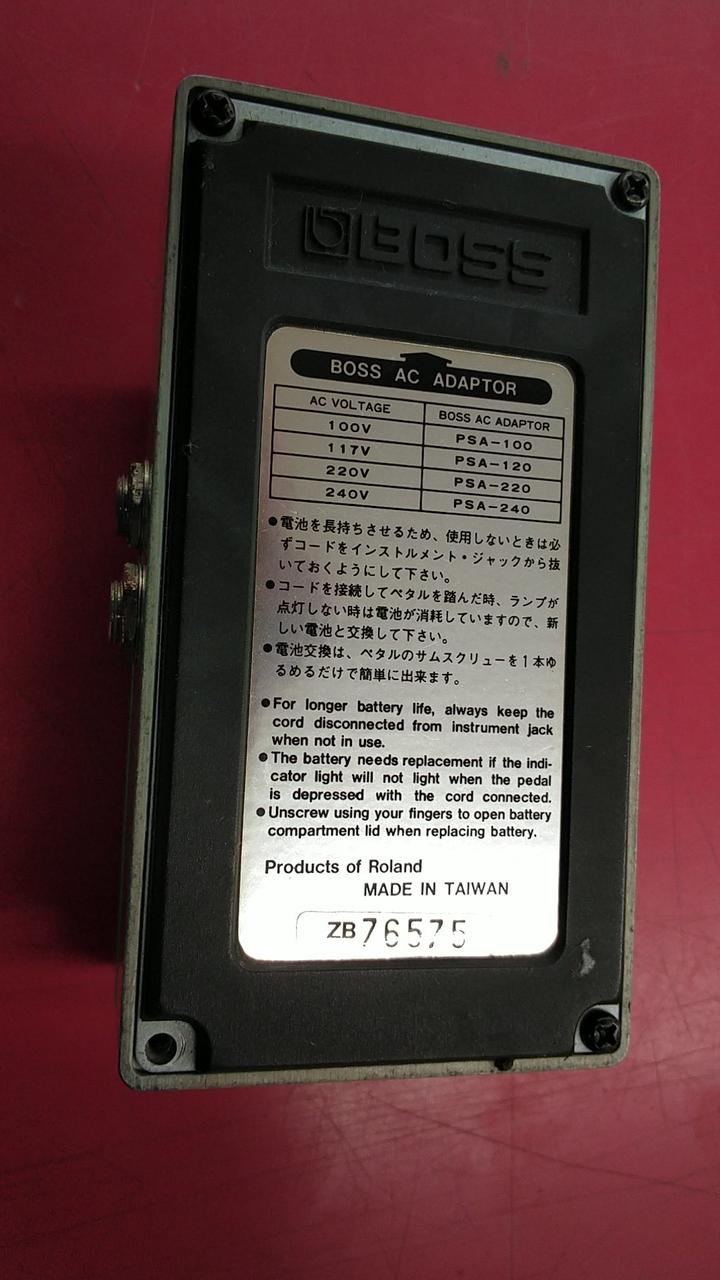 BOSS
BOSS AC ADAPTOR
AC VOLTAGE BOSS AC ADAPTOR
100V PSA-100
117V PSA-120
220V PSA-220
240V PSA-240
●電池を長持ちさせるため、使用しないときは必
ずコードをインストルメント・ジャックから抜
いておくようにして下さい。
●コードを接続してペタルを踏んだ時、ランプが
点灯しない時は電池が消耗していますので、新
しい電池と交換して下さい。
●電池交換は、ペタルのサムスクリューを1本ゆ
るめるだけで簡単に出来ます。
●For longer battery life, always keep the
cord disconnected from instrument jack
when not in use.
●The battery needs replacement if the indi-
cator light will not light when the pedal
is depressed with the cord connected.
●Unscrew using your fingers to open battery
compartment lid when replacing battery.
Products of Roland
MADE IN TAIWAN
ZB76575